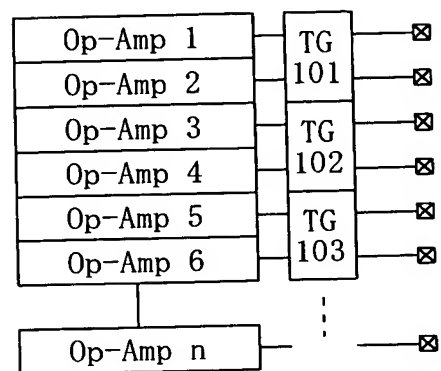 Op-Amp 1
Op-Amp 2
Op-Amp 3
Op-Amp 4
Op-Amp 5
Op-Amp 6
Op-Amp n
TG
101
TG
102
TG
103